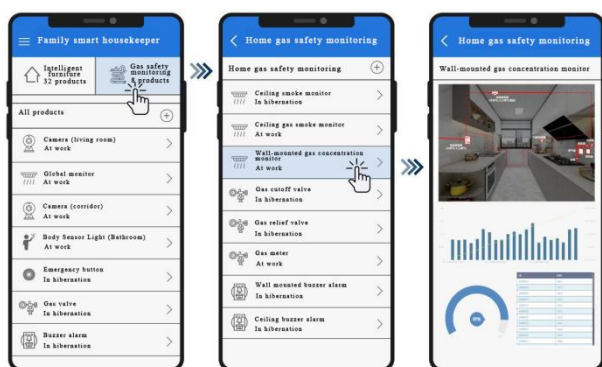 Family smart housekeeper
Intelligent
furniture
32 products
Gas safety
monitoring
8 products
All products
Camera (living room)
At work
Global monitor
At work
Camera (corridor)
At work
Body Sensor Light (Bathroom)
At work
Emergency button
In hibernation
Gas valve
In hibernation
Buzzer alarm
In hibernation
Home gas safety monitoring
Home gas safety monitoring
Ceiling smoke monitor
In hibernation
Ceiling gas smoke monitor
At work
Wall-mounted gas concentration
monitor
At work
Gas cutoff valve
In hibernation
Gas relief valve
In hibernation
Gas meter
At work
Wall mounted buzzer alarm
In hibernation
Ceiling buzzer alarm
In hibernation
Home gas safety monitoring
Wall-mounted gas concentration monitor